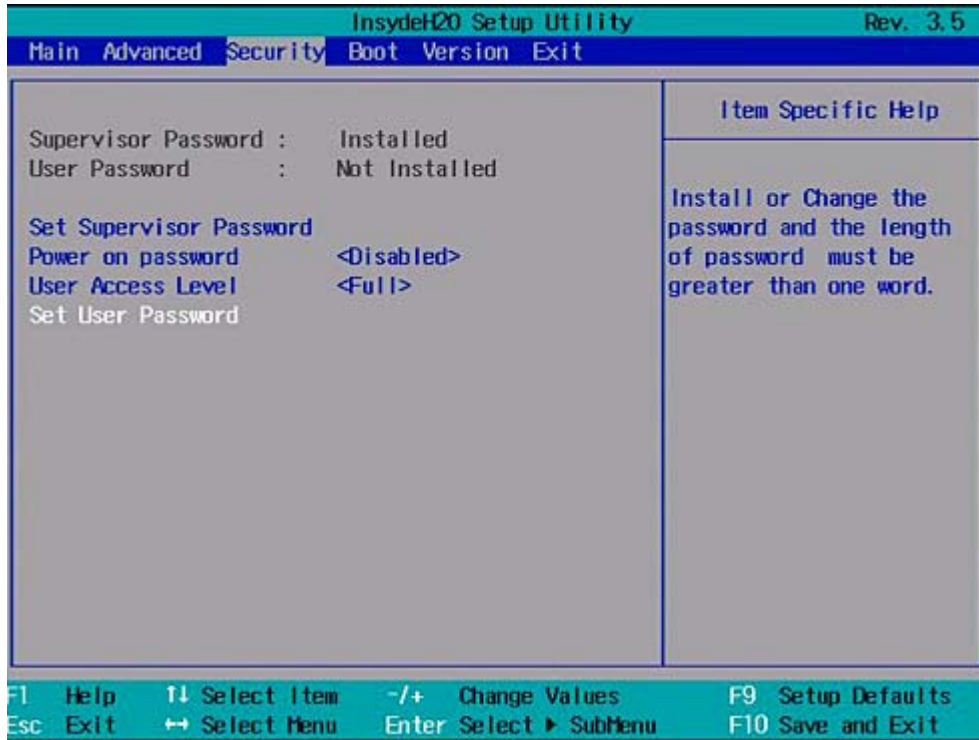 InsydeH20 Setup Utility Rev. 3.5
Main Advanced Security Boot Version Exit
Supervisor Password : Installed
User Password : Not Installed
Set Supervisor Password
Power on password <Disabled>
User Access Level <Full>
Set User Password
Item Specific Help
Install or Change the
password and the length
of password must be
greater than one word.
F1 Help ↑↓ Select Item -/+ Change Values F9 Setup Defaults
Esc Exit ↔ Select Menu Enter Select ▶ SubMenu F10 Save and Exit